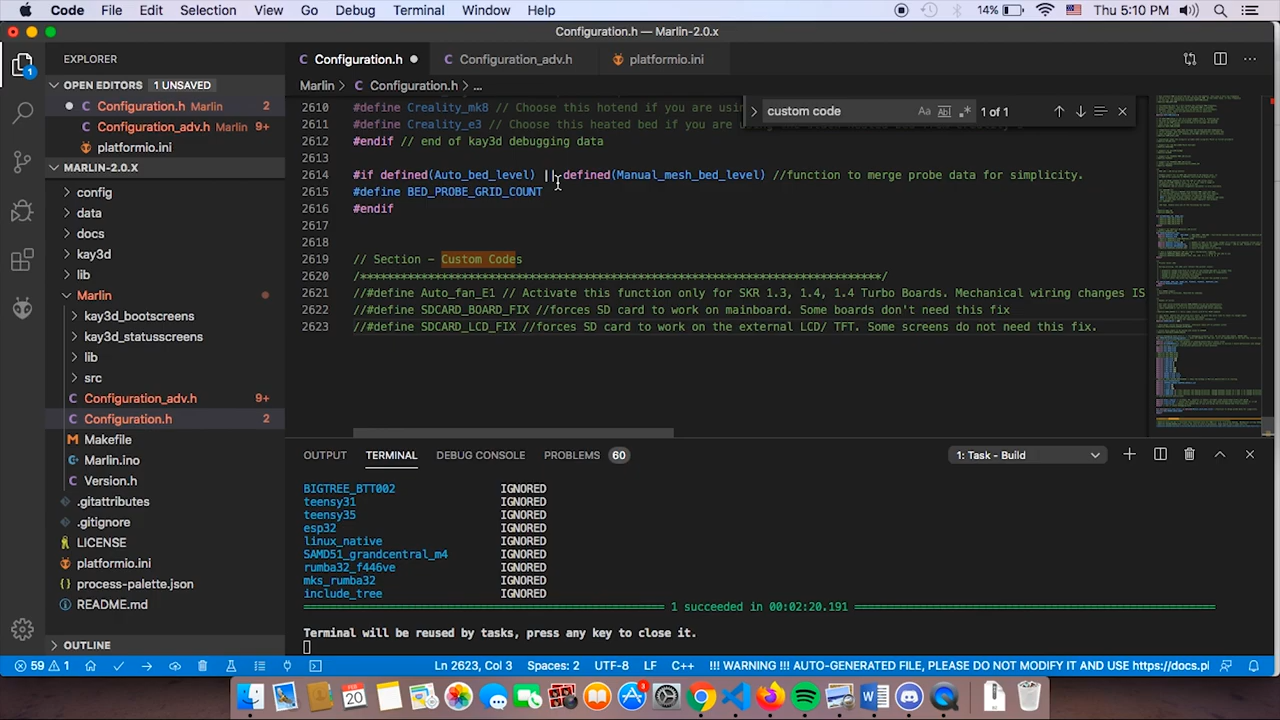 Code File Edit Selection View Go Debug Terminal Window Help 14% Thu 5:10 PM
Configuration.h — Marlin-2.0.x
EXPLORER
Configuration.h
Configuration_adv.h
platformio.ini
OPEN EDITORS 1 UNSAVED
Marlin > Configuration.h > ...
Configuration.h Marlin 2
Configuration_adv.h Marlin 9+
platformio.ini
custom code Aa Abl 1 of 1
2610 #define Creality_mk8 // Choose this hotend if you are usin
2611 #define Creality_e3 // Choose this heated bed if you are
2612 #endif // end of kay3d debugging data
2613
2614 #if defined(Auto_bed_level) || defined(Manual_mesh_bed_level) //function to merge probe data for simplicity.
2615 #define BED_PROBE_GRID_COUNT
2616 #endif
2617
2618
2619 // Section - Custom Codes
2620 /******************************************************************************/
2621 //#define Auto_fan_E1 // Activate this function only for SKR 1.3, 1.4, 1.4 Turbo Boards. Mechanical wiring changes IS
2622 //#define SDCARD_BOARD_FIX //forces SD card to work on mainboard. Some boards don't need this fix
2623 //#define SDCARD_LCD_FIX //forces SD card to work on the external LCD/ TFT. Some screens do not need this fix.
MARLIN-2.0.X
config
data
docs
kay3d
lib
Marlin
kay3d_bootscreens
kay3d_statusscreens
lib
src
Configuration_adv.h 9+
Configuration.h 2
Makefile
Marlin.ino
Version.h
.gitattributes
.gitignore
LICENSE
platformio.ini
process-palette.json
README.md
OUTLINE
OUTPUT TERMINAL DEBUG CONSOLE PROBLEMS 60 1: Task - Build
BIGTREE_BTT002 IGNORED
teensy31 IGNORED
teensy35 IGNORED
esp32 IGNORED
linux_native IGNORED
SAMD51_grandcentral_m4 IGNORED
rumba32_f446ve IGNORED
mks_rumba32 IGNORED
include_tree IGNORED
1 succeeded in 00:02:20.191
Terminal will be reused by tasks, press any key to close it.
59 1 Ln 2623, Col 3 Spaces: 2 UTF-8 LF C++ !!! WARNING !!! AUTO-GENERATED FILE, PLEASE DO NOT MODIFY IT AND USE https://docs.pl
20
3